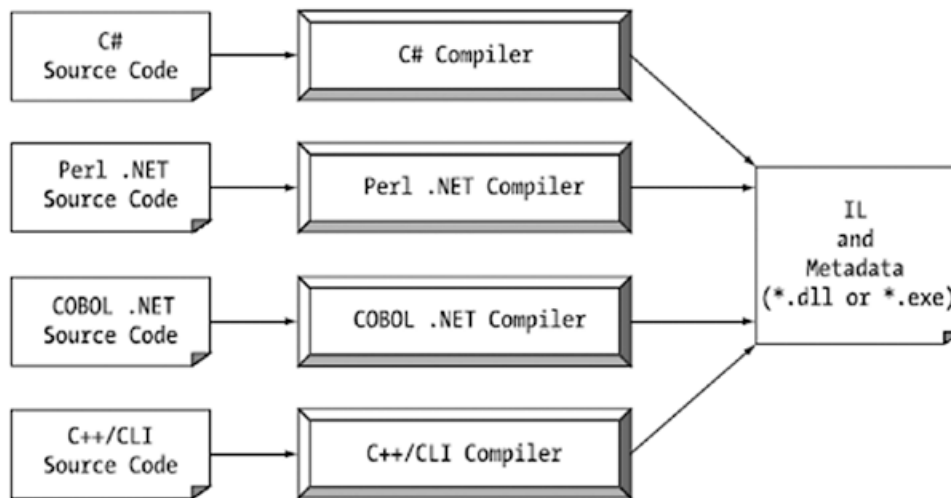 C#
Source Code
C# Compiler
Perl .NET
Source Code
Perl .NET Compiler
COBOL .NET
Source Code
COBOL .NET Compiler
C++/CLI
Source Code
C++/CLI Compiler
IL
and
Metadata
(*.dll or *.exe)